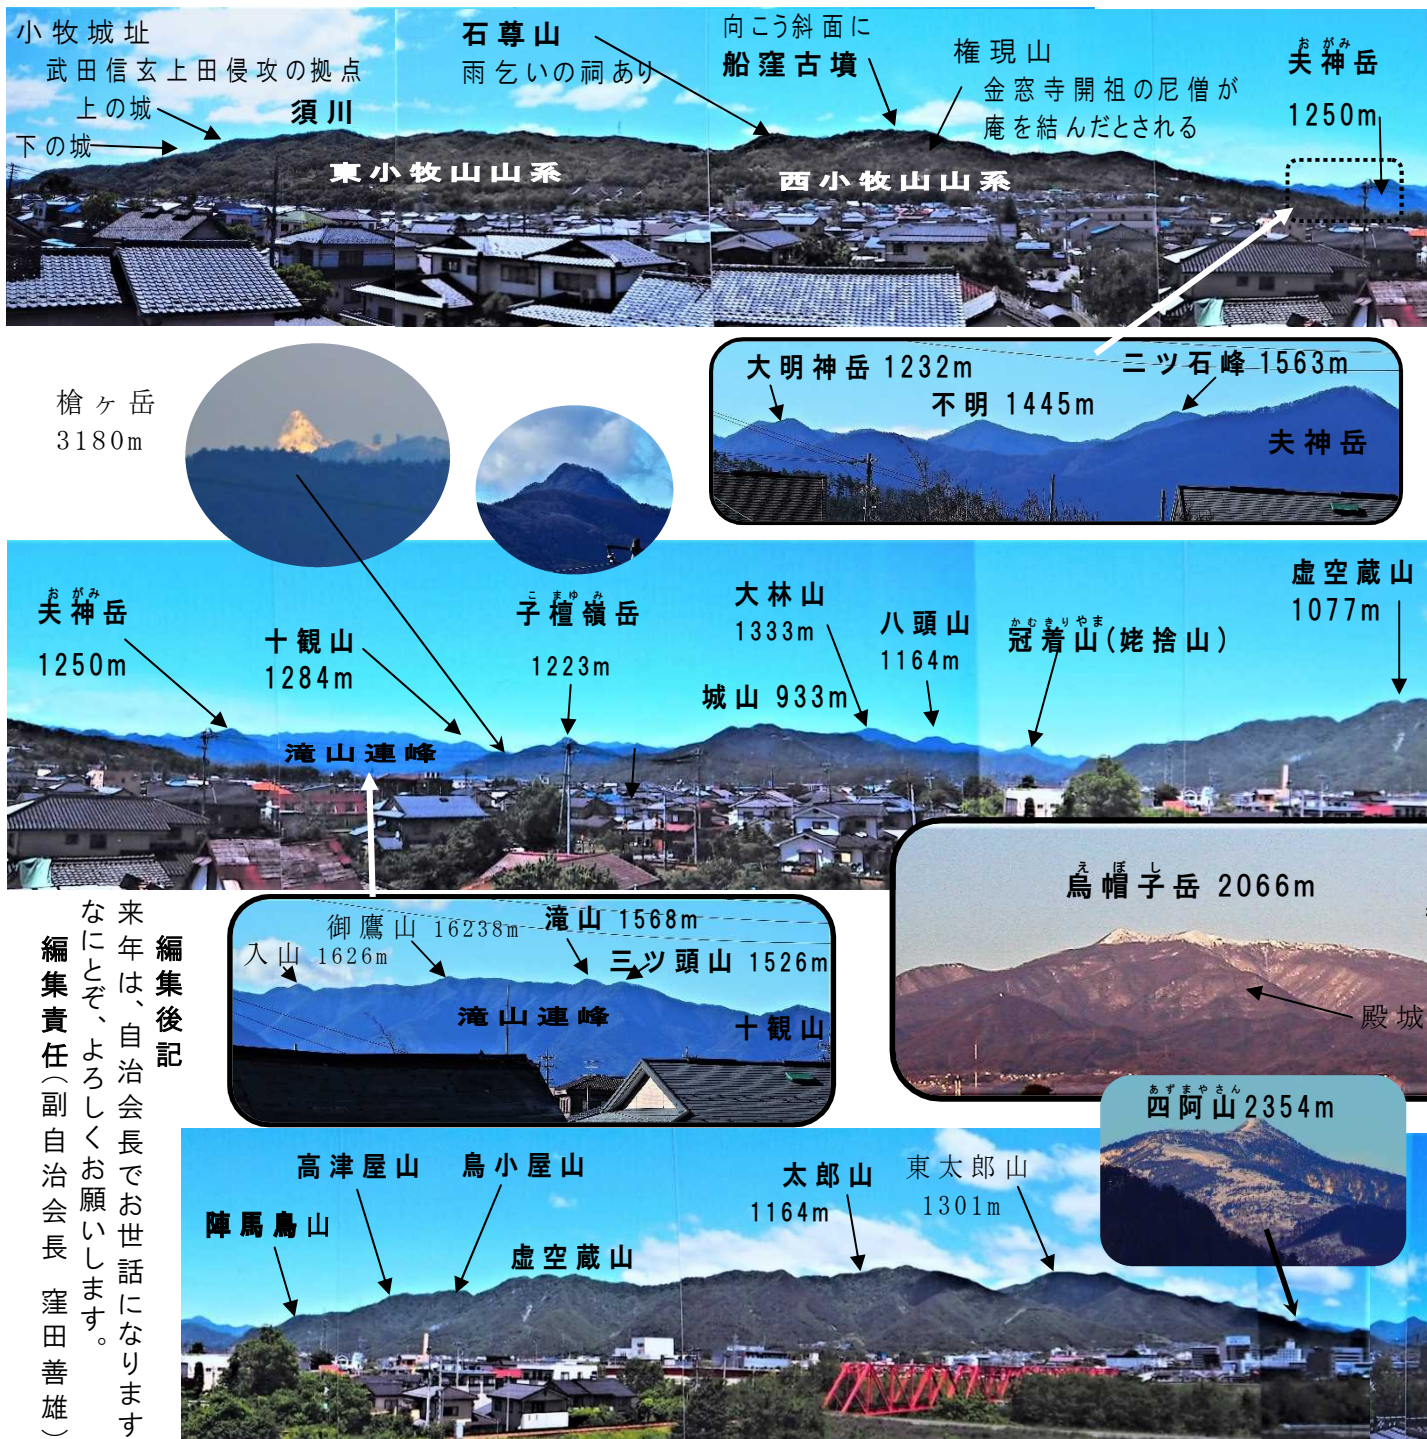 小牧城址
武田信玄上田侵攻の拠点
上の城
下の城
須川
東小牧山山系
石尊山
雨乞いの祠あり
向こう斜面に
船窪古墳
権現山
金窓寺開祖の尼僧が
庵を結んだとされる
西小牧山山系
おがみ
夫神岳
1250m
槍ヶ岳
3180m
大明神岳 1232m
不明 1445m
二ツ石峰 1563m
夫神岳
おがみ
夫神岳
1250m
十観山
1284m
滝山連峰
こまゆみ
子檀嶺岳
1223m
大林山
1333m
城山 933m
八頭山
1164m
かむきりやま
冠着山(姥捨山)
虚空蔵山
1077m
入山 1626m
御鷹山 16238m
滝山 1568m
三ツ頭山 1526m
滝山連峰
十観山
えぼし
烏帽子岳 2066m
殿城
あずまやさん
四阿山2354m
陣馬鳥山
高津屋山
鳥小屋山
虚空蔵山
太郎山
1164m
東太郎山
1301m
編集後記
来年は、自治会長でお世話になります
なにとぞ、よろしくお願いします。
編集責任（副自治会長 窪田善雄）